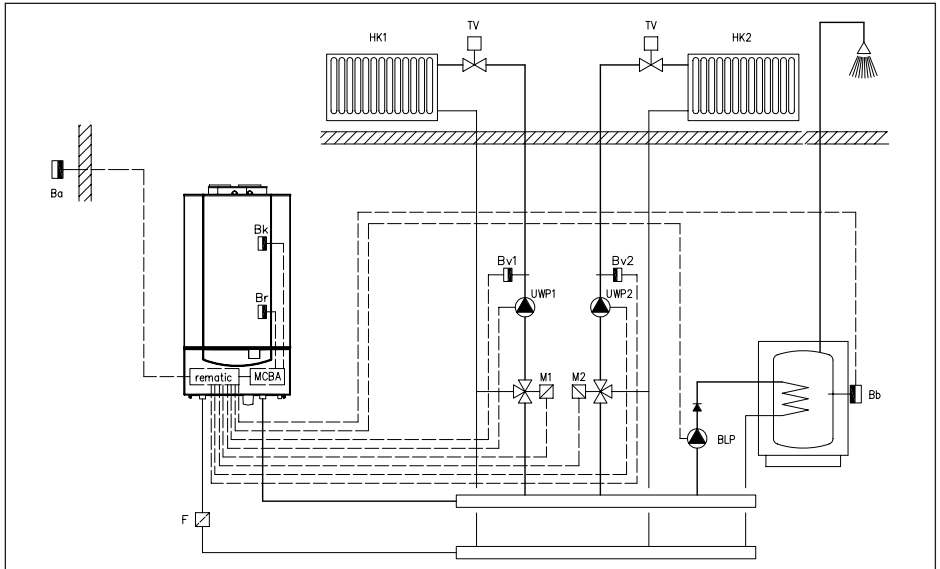 TV
TV
HK1
HK2
Ba
Bk
Bv1
Bv2
Br
UWP1
UWP2
rematic
MCBA
M1
M2
Bb
BLP
F